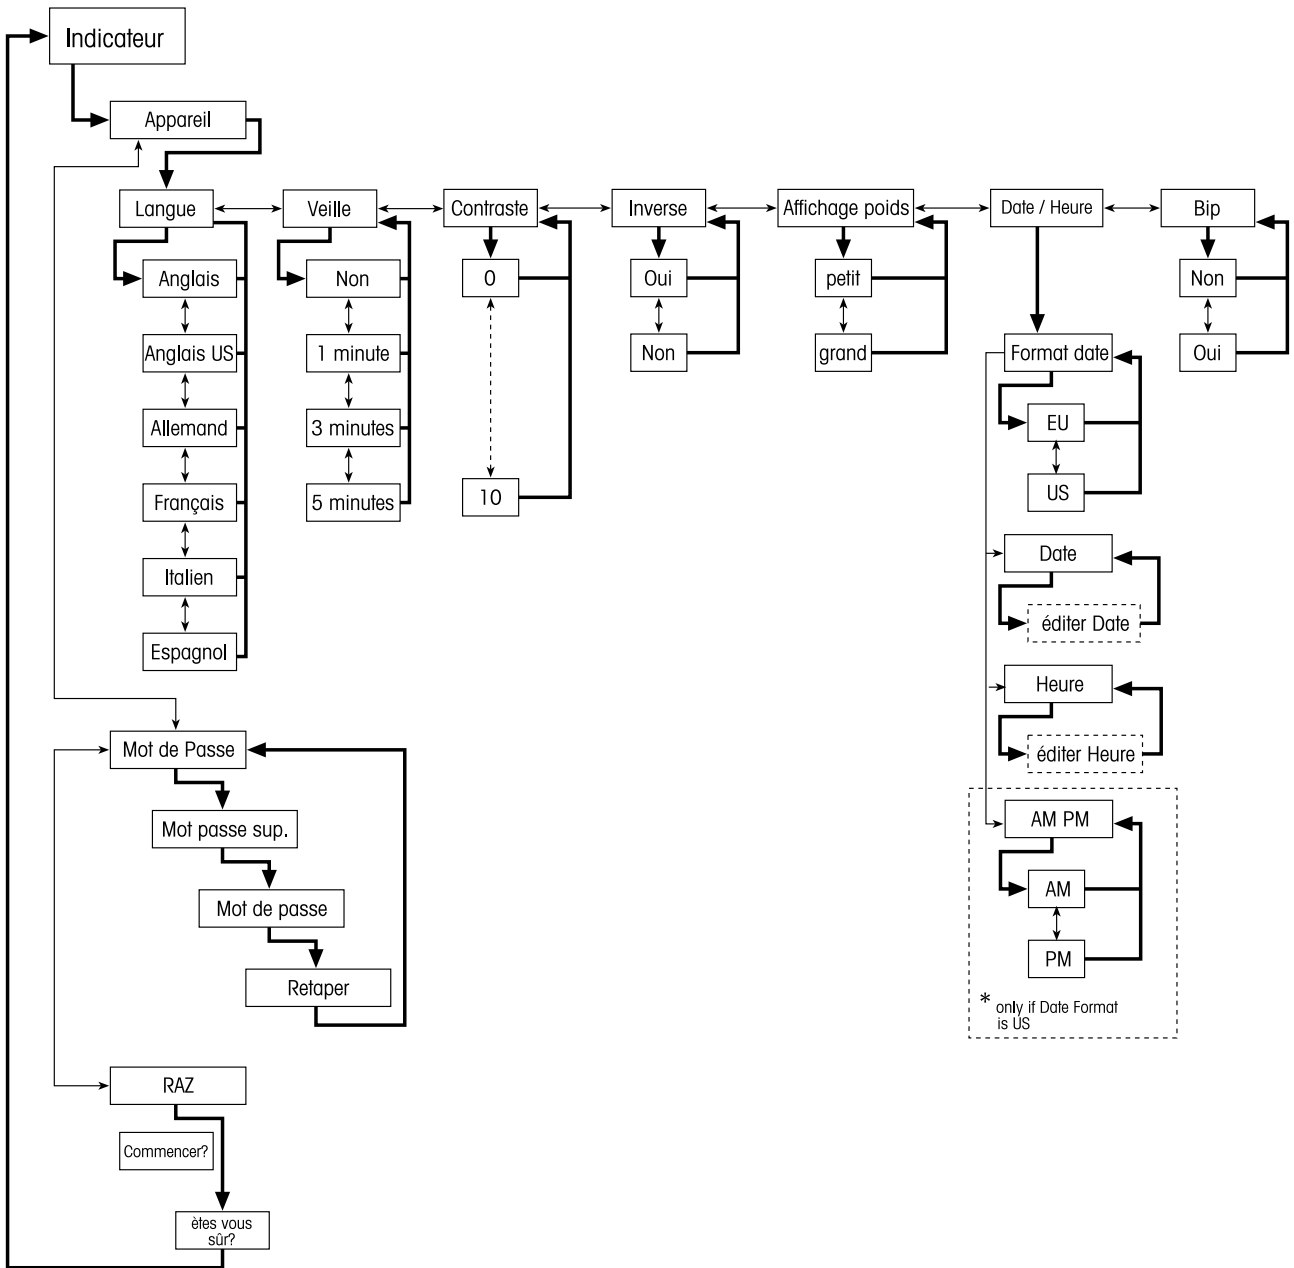 Indicateur
Appareil
Langue
Veille
Contraste
Inverse
Affichage poids
Date / Heure
Bip
Anglais
Anglais US
Allemand
Français
Italien
Espagnol
Non
1 minute
3 minutes
5 minutes
0
10
Oui
Non
petit
grand
Format date
EU
US
Date
éditer Date
Heure
éditer Heure
AM PM
AM
PM
* only if Date Format
is US
Non
Oui
Mot de Passe
Mot passe sup.
Mot de passe
Retaper
RAZ
Commencer?
ètes vous
sûr?